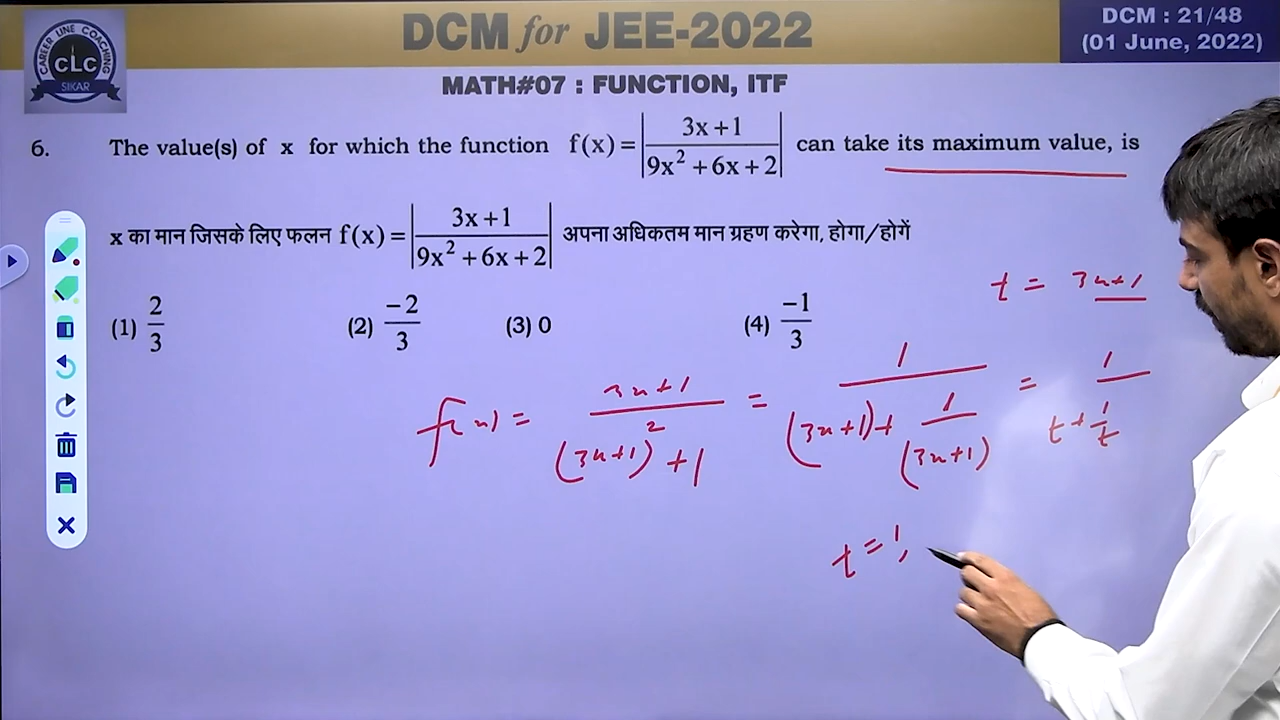 DCM for JEE-2022
DCM : 21/48
(01 June, 2022)
CAREER LINE COACHING
CLC
SIKAR
MATH#07 : FUNCTION, ITF
6. The value(s) of x for which the function f(x) = |(3x+1)/(9x² + 6x + 2)| can take its maximum value, is
x का मान जिसके लिए फलन f(x) = |(3x+1)/(9x² + 6x + 2)| अपना अधिकतम मान ग्रहण करेगा, होगा/होगें
(1) 2/3 (2) -2/3 (3) 0 (4) -1/3
t = 3x+1
f(x) = (3x+1)/((3x+1)² + 1) = 1/((3x+1) + 1/(3x+1)) = 1/(t + 1/t)
t = 1,